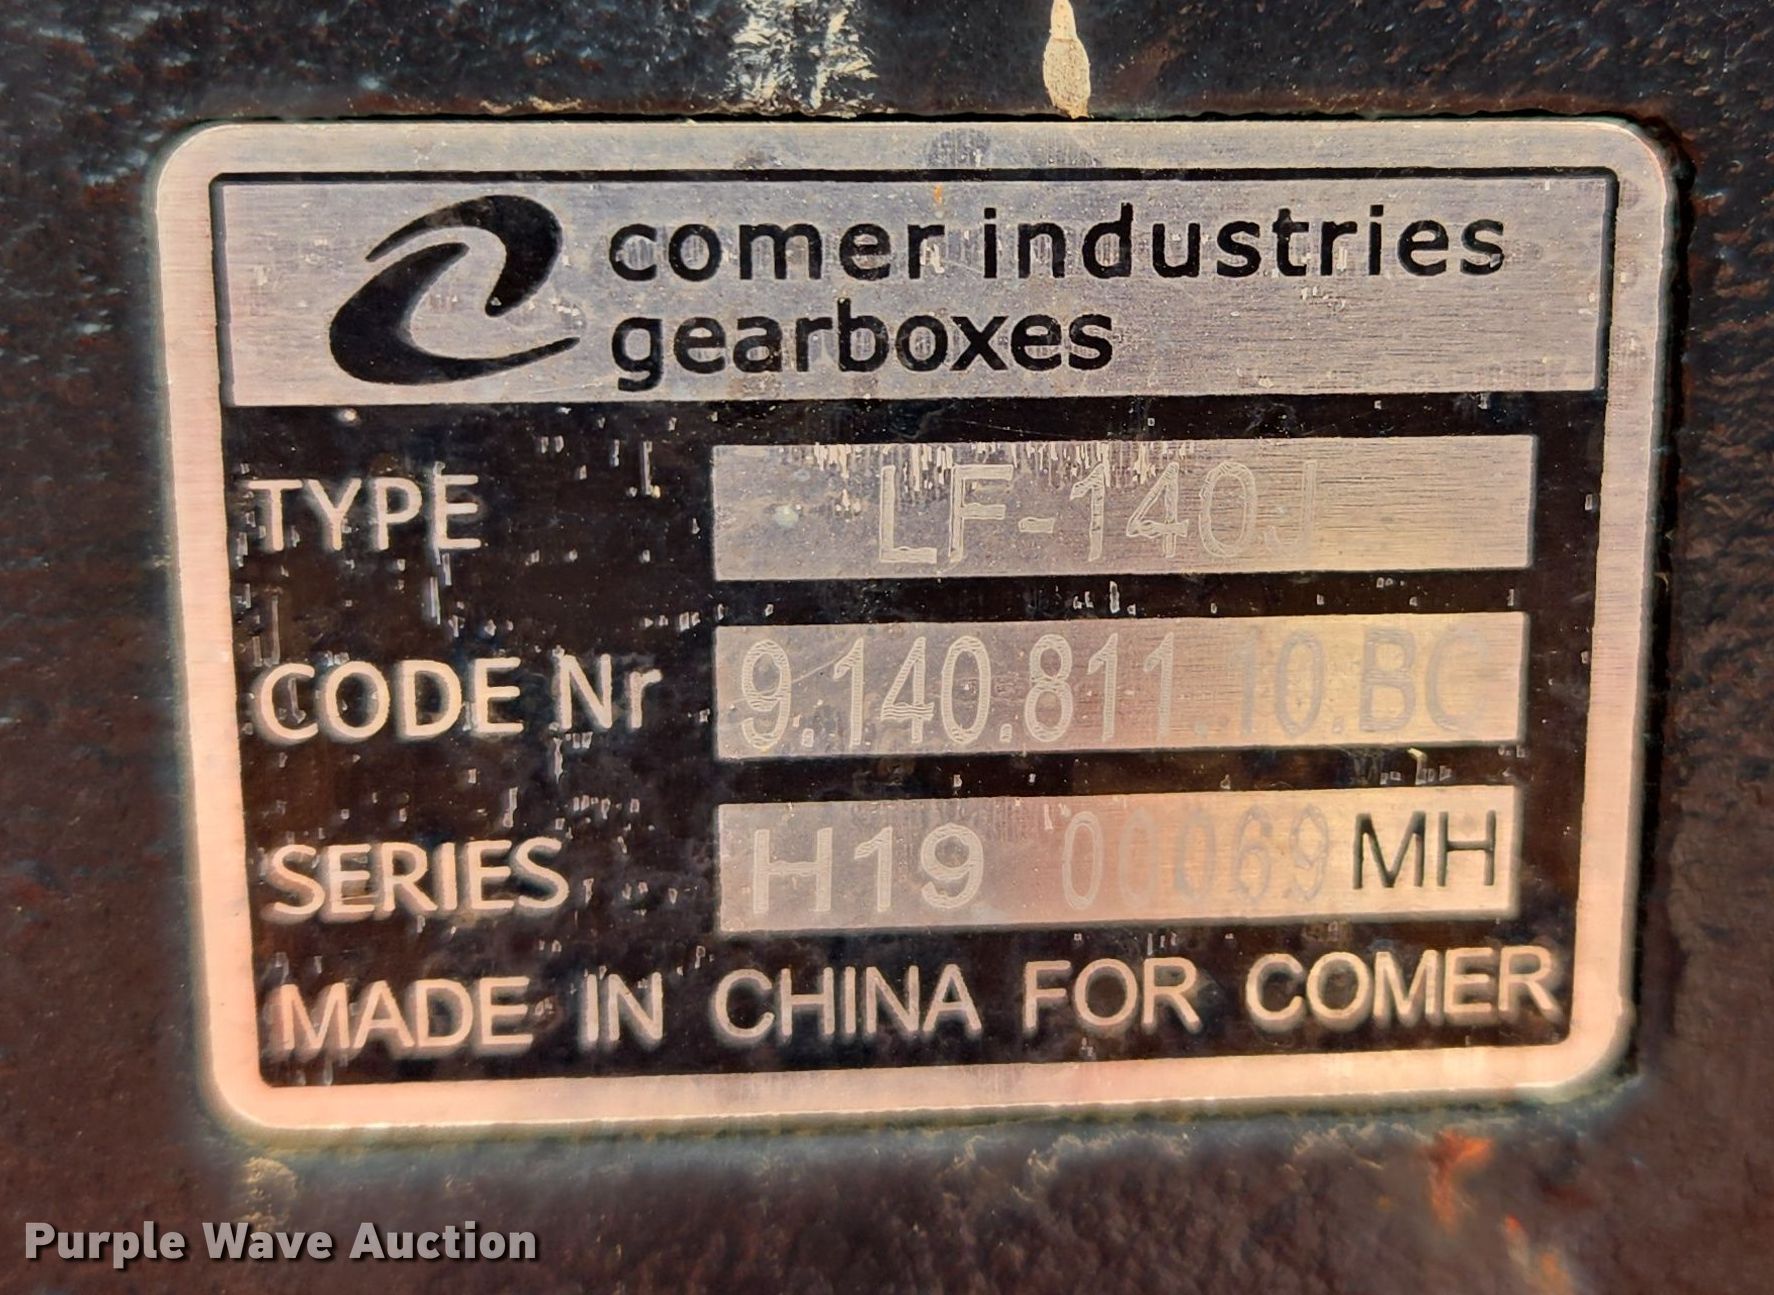 comer industries
gearboxes
TYPE LF-140J
CODE Nr 9.140.811.10.BC
SERIES H19 00069 MH
MADE IN CHINA FOR COMER
Purple Wave Auction